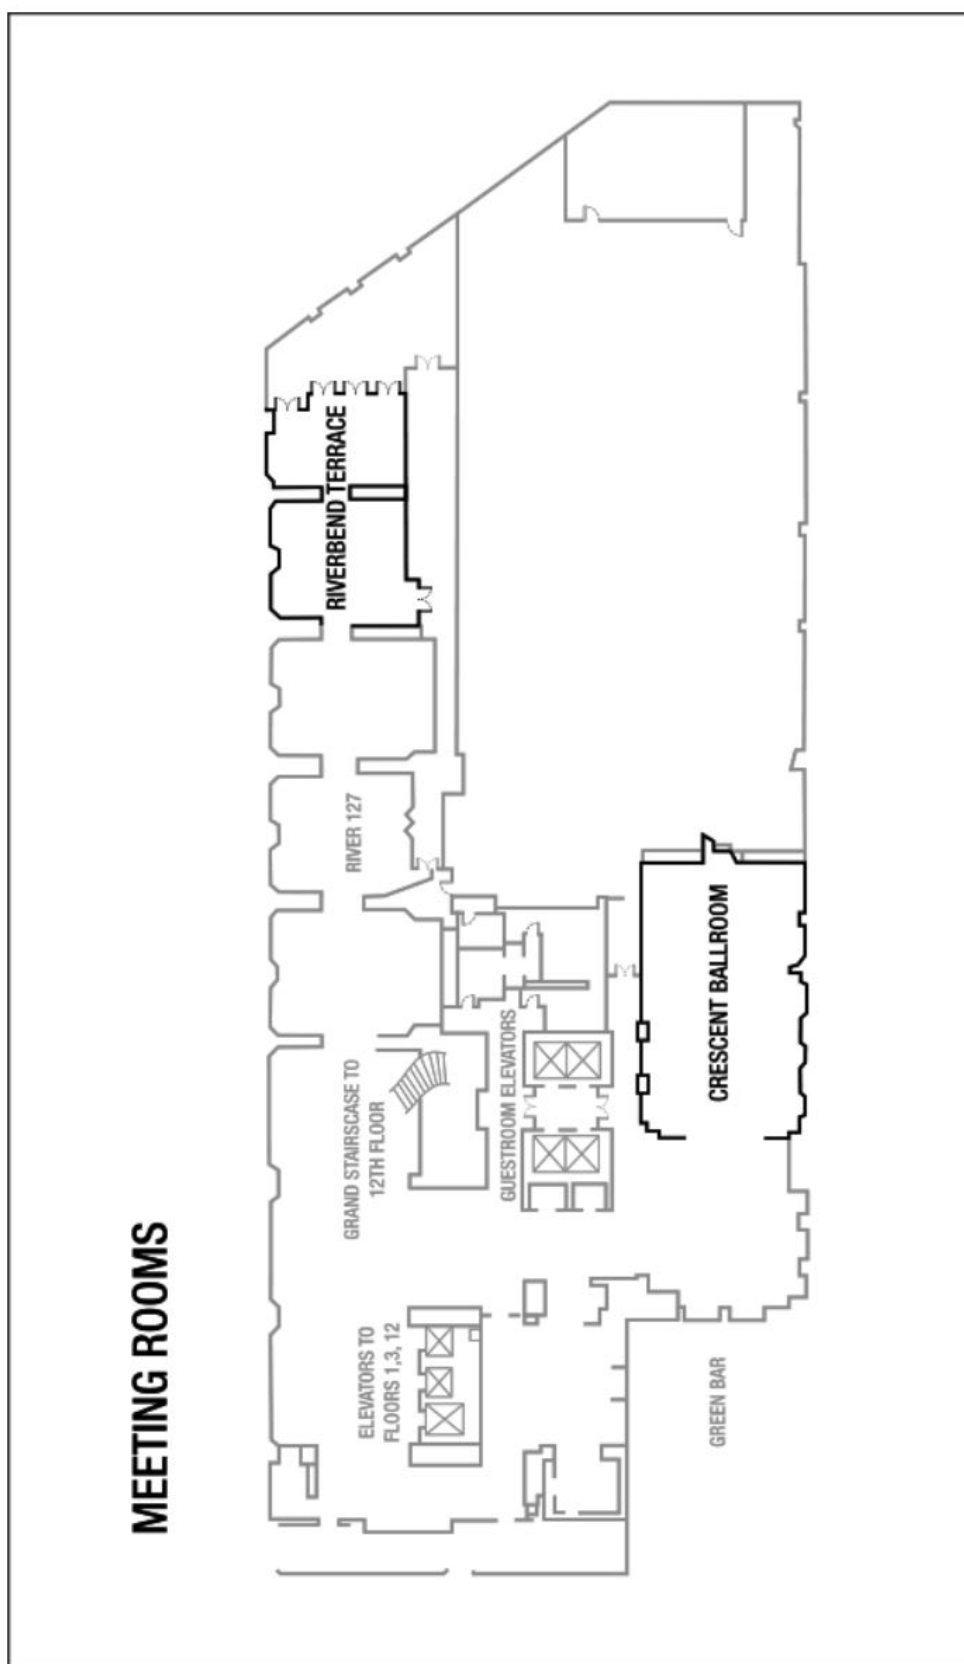 MEETING ROOMS
RIVERBEND TERRACE
RIVER 127
GRAND STAIRSCASE TO
12TH FLOOR
ELEVATORS TO
FLOORS 1,3, 12
GUESTROOM ELEVATORS
CRESCENT BALLROOM
GREEN BAR